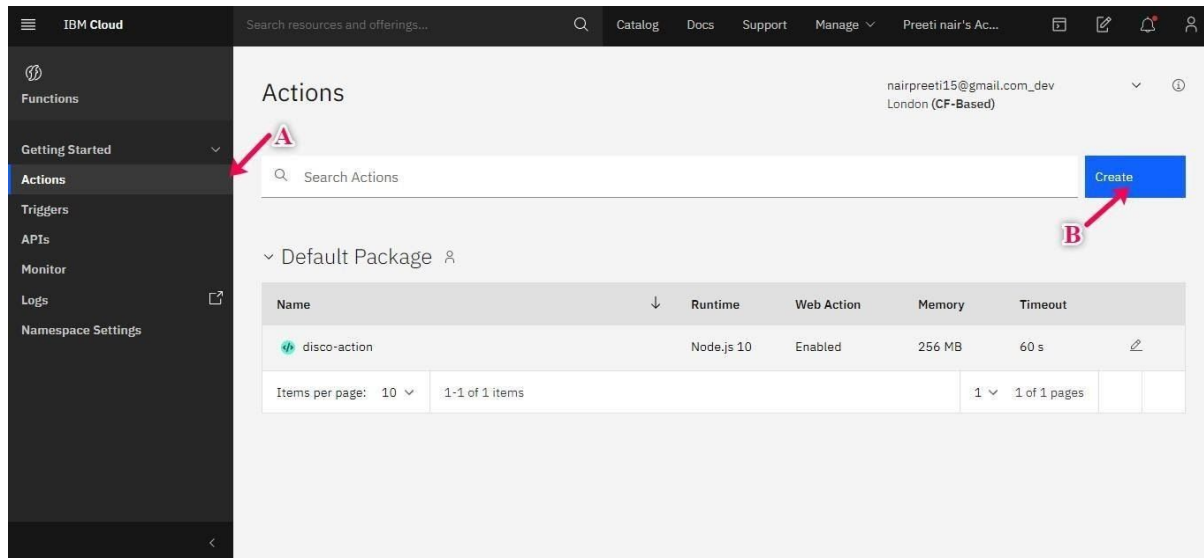 IBM Cloud Search resources and offerings... Catalog Docs Support Manage Preeti nair's Ac...
Functions
Getting Started
Actions
Triggers
APIs
Monitor
Logs
Namespace Settings
Actions
nairpreeti15@gmail.com_dev
London (CF-Based)
A
Search Actions
Create
B
Default Package
Name Runtime Web Action Memory Timeout
disco-action Node.js 10 Enabled 256 MB 60 s
Items per page: 10 1-1 of 1 items 1 1 of 1 pages